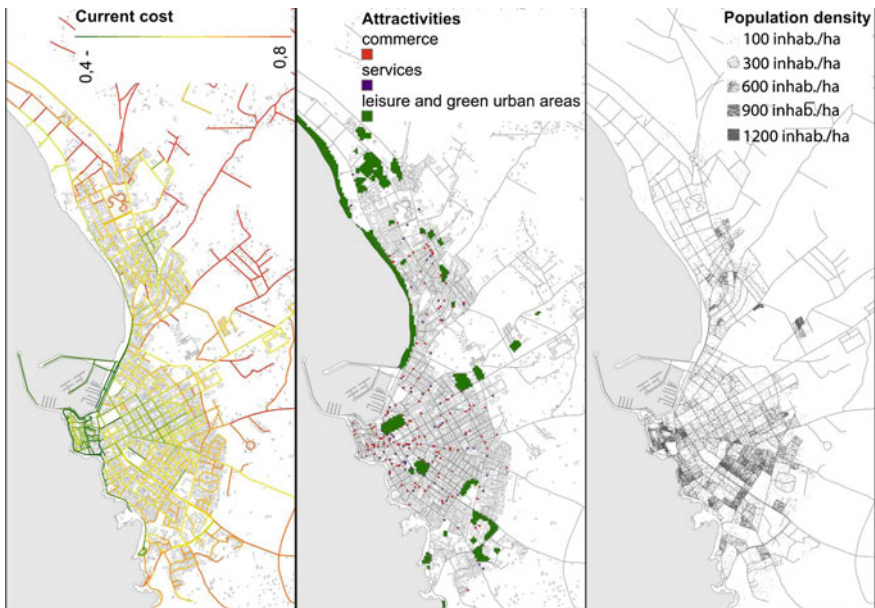 Current cost
0,4 -
0,8
Attractivities
commerce
services
leisure and green urban areas
Population density
100 inhab./ha
300 inhab./ha
600 inhab./ha
900 inhab./ha
1200 inhab./ha